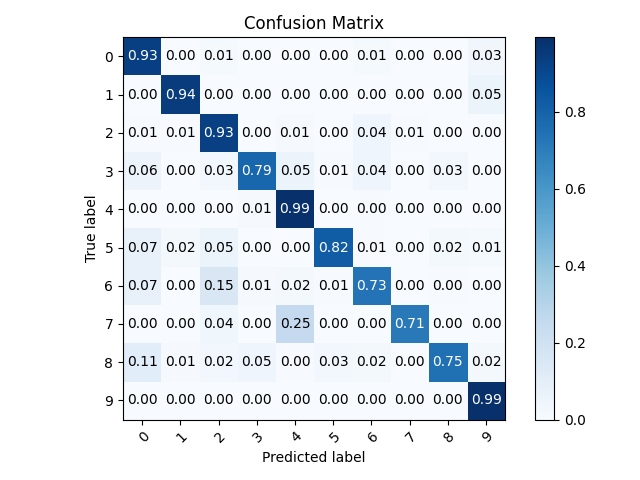 Confusion Matrix
0 0.93 0.00 0.01 0.00 0.00 0.00 0.01 0.00 0.00 0.03
1 0.00 0.94 0.00 0.00 0.00 0.00 0.00 0.00 0.00 0.05
2 0.01 0.01 0.93 0.00 0.01 0.00 0.04 0.01 0.00 0.00
3 0.06 0.00 0.03 0.79 0.05 0.01 0.04 0.00 0.03 0.00
4 0.00 0.00 0.00 0.01 0.99 0.00 0.00 0.00 0.00 0.00
5 0.07 0.02 0.05 0.00 0.00 0.82 0.01 0.00 0.02 0.01
6 0.07 0.00 0.15 0.01 0.02 0.01 0.73 0.00 0.00 0.00
7 0.00 0.00 0.04 0.00 0.25 0.00 0.00 0.71 0.00 0.00
8 0.11 0.01 0.02 0.05 0.00 0.03 0.02 0.00 0.75 0.02
9 0.00 0.00 0.00 0.00 0.00 0.00 0.00 0.00 0.00 0.99
0 1 2 3 4 5 6 7 8 9
True label
Predicted label
0.8
0.6
0.4
0.2
0.0